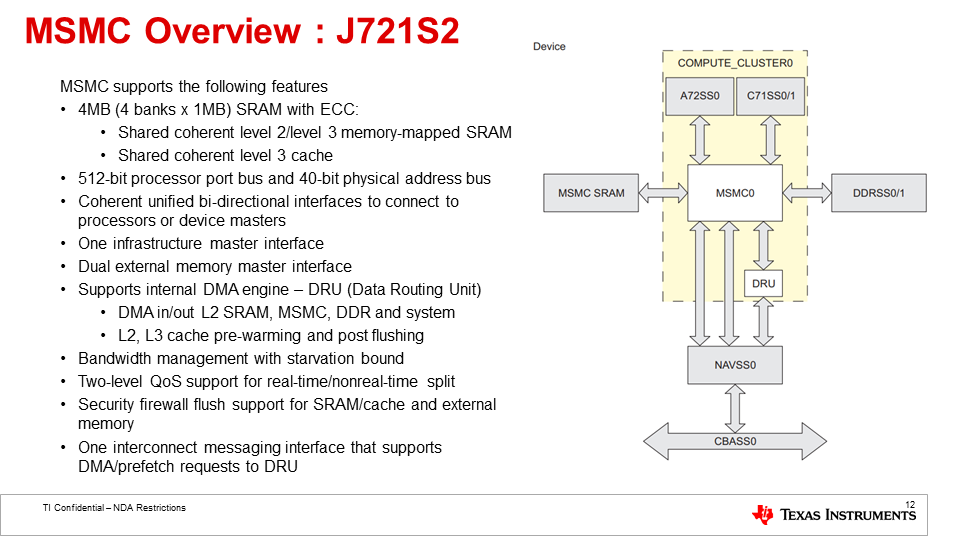 MSMC Overview : J721S2
MSMC supports the following features
• 4MB (4 banks x 1MB) SRAM with ECC:
• Shared coherent level 2/level 3 memory-mapped SRAM
• Shared coherent level 3 cache
• 512-bit processor port bus and 40-bit physical address bus
• Coherent unified bi-directional interfaces to connect to
processors or device masters
• One infrastructure master interface
• Dual external memory master interface
• Supports internal DMA engine – DRU (Data Routing Unit)
• DMA in/out L2 SRAM, MSMC, DDR and system
• L2, L3 cache pre-warming and post flushing
• Bandwidth management with starvation bound
• Two-level QoS support for real-time/nonreal-time split
• Security firewall flush support for SRAM/cache and external
memory
• One interconnect messaging interface that supports
DMA/prefetch requests to DRU
Device
COMPUTE_CLUSTER0
A72SS0
C71SS0/1
MSMC SRAM
MSMC0
DDRSS0/1
DRU
NAVSS0
CBASS0
TI Confidential – NDA Restrictions
12
TEXAS INSTRUMENTS